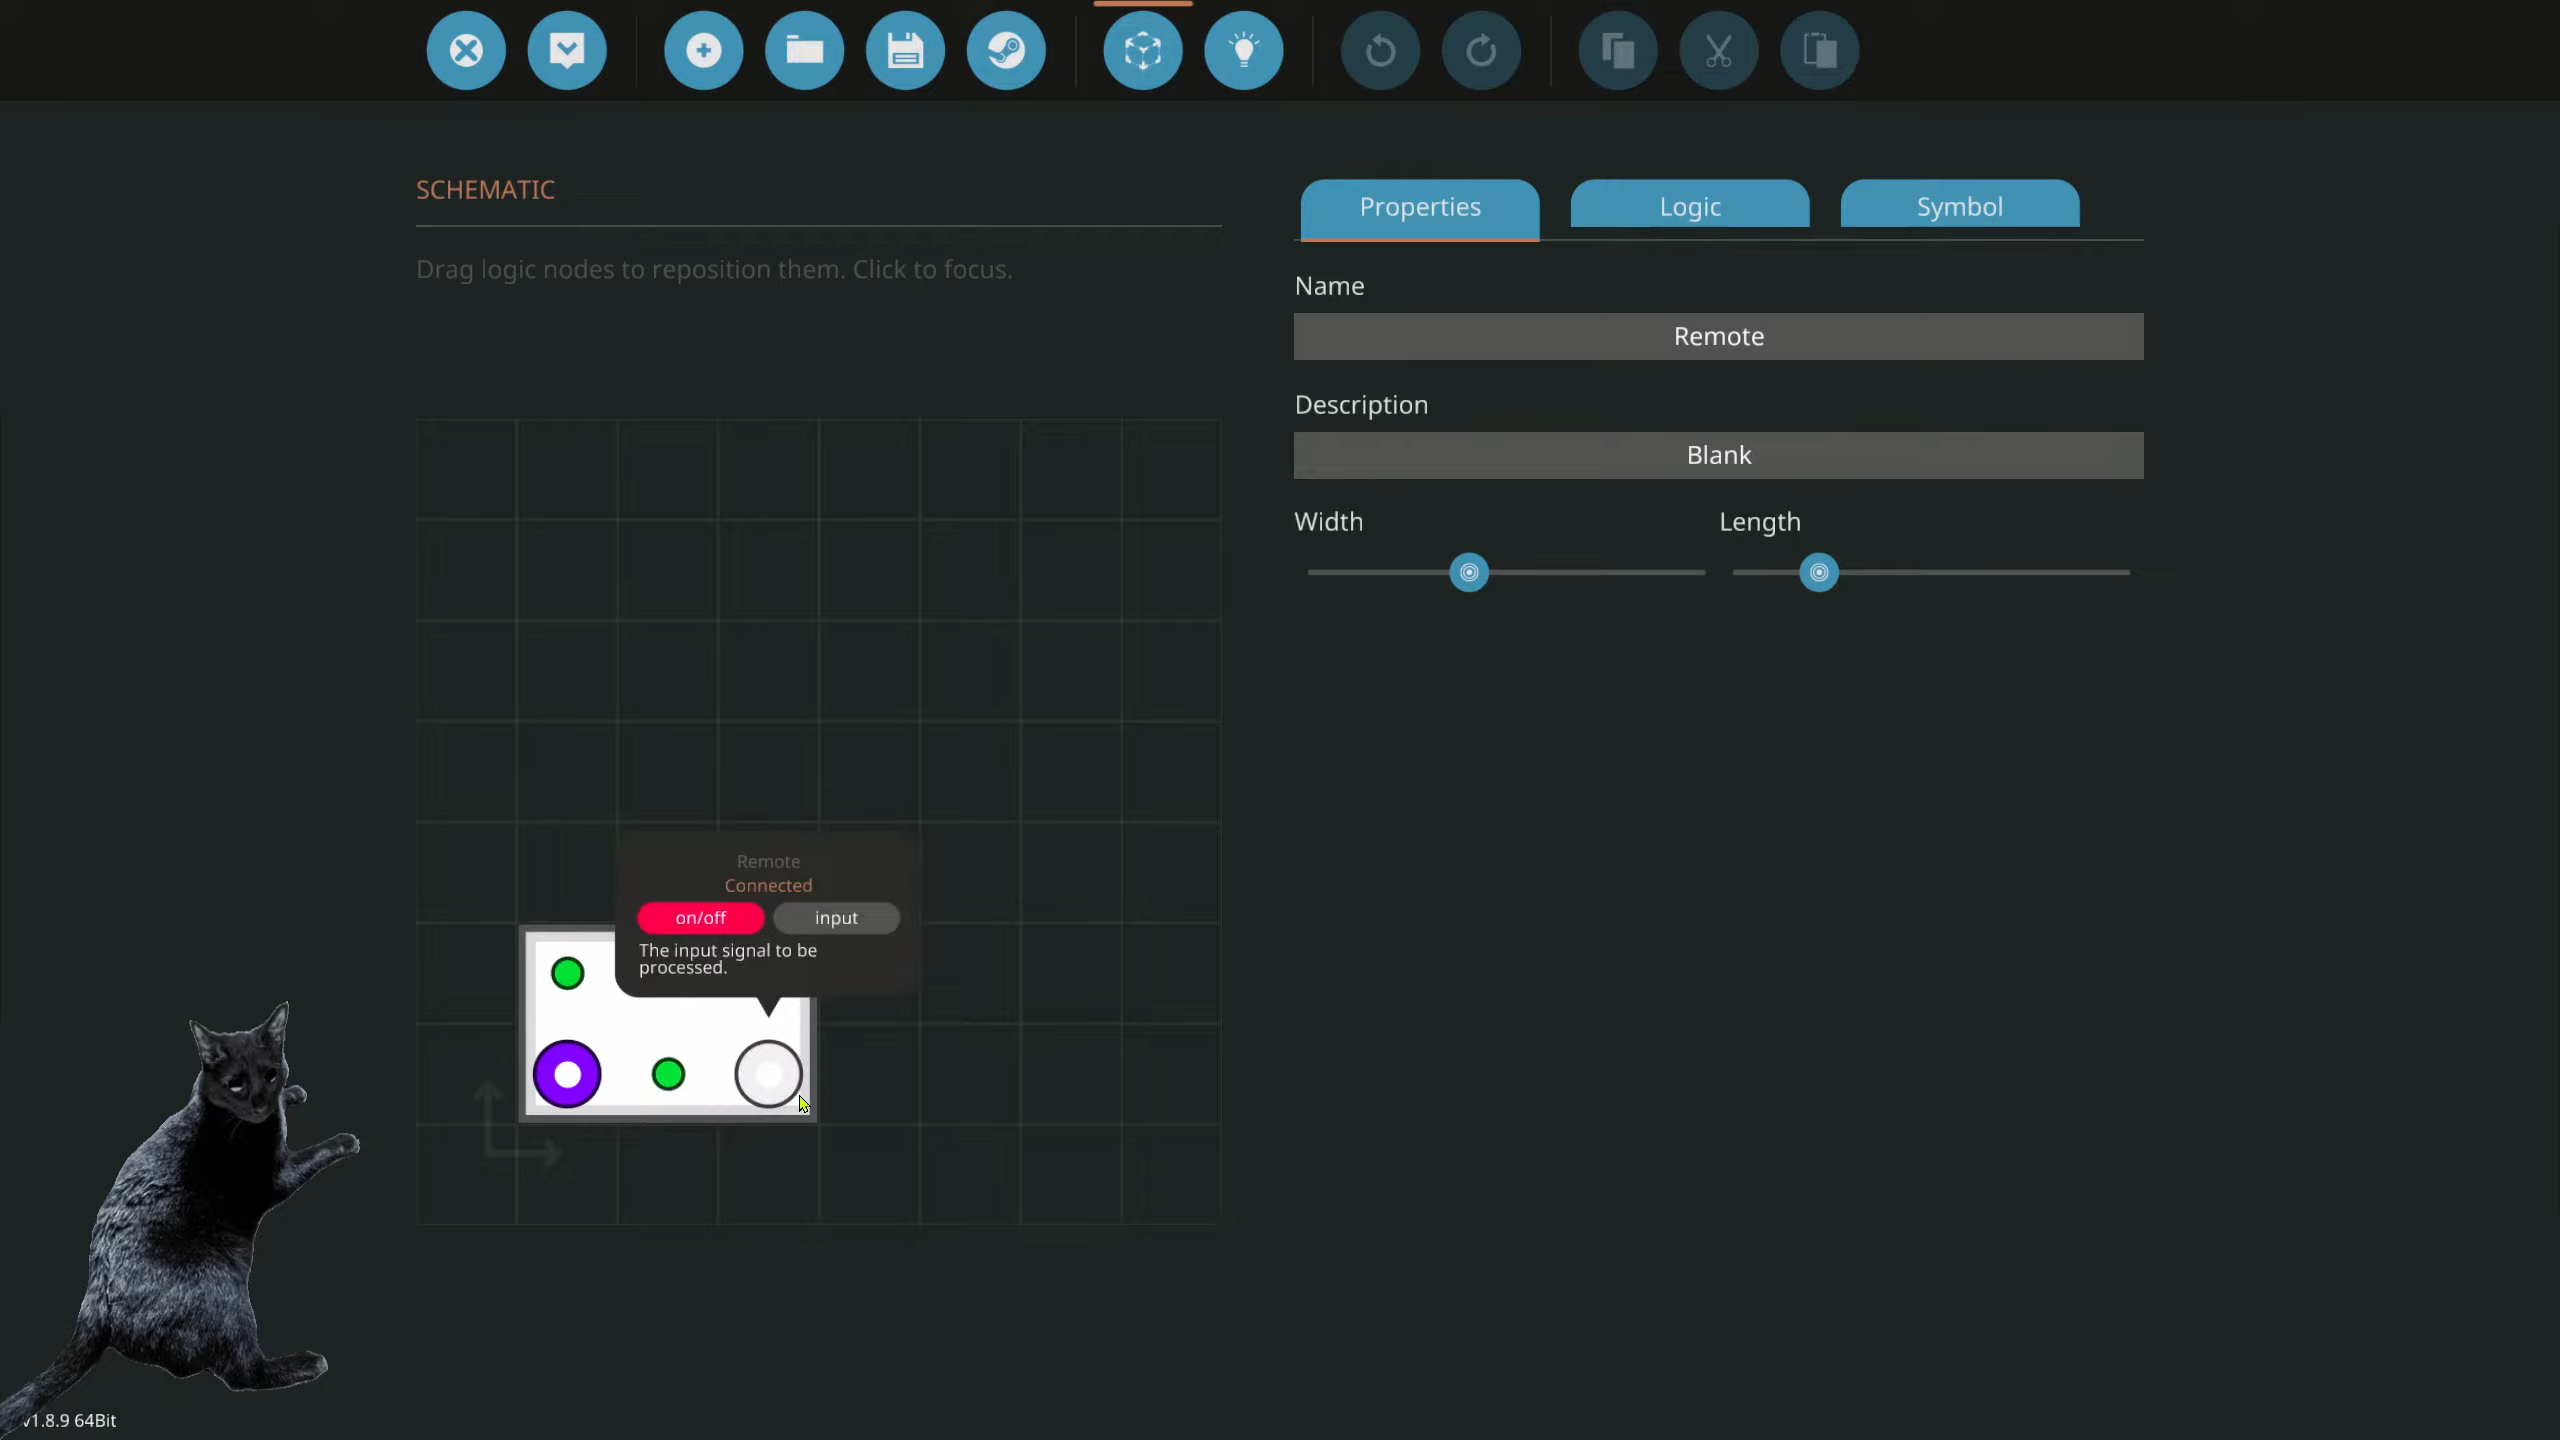 SCHEMATIC
Drag logic nodes to reposition them. Click to focus.
Properties
Logic
Symbol
Name
Remote
Description
Blank
Width
Length
Remote
Connected
on/off
input
The input signal to be
processed.
v1.8.9 64Bit